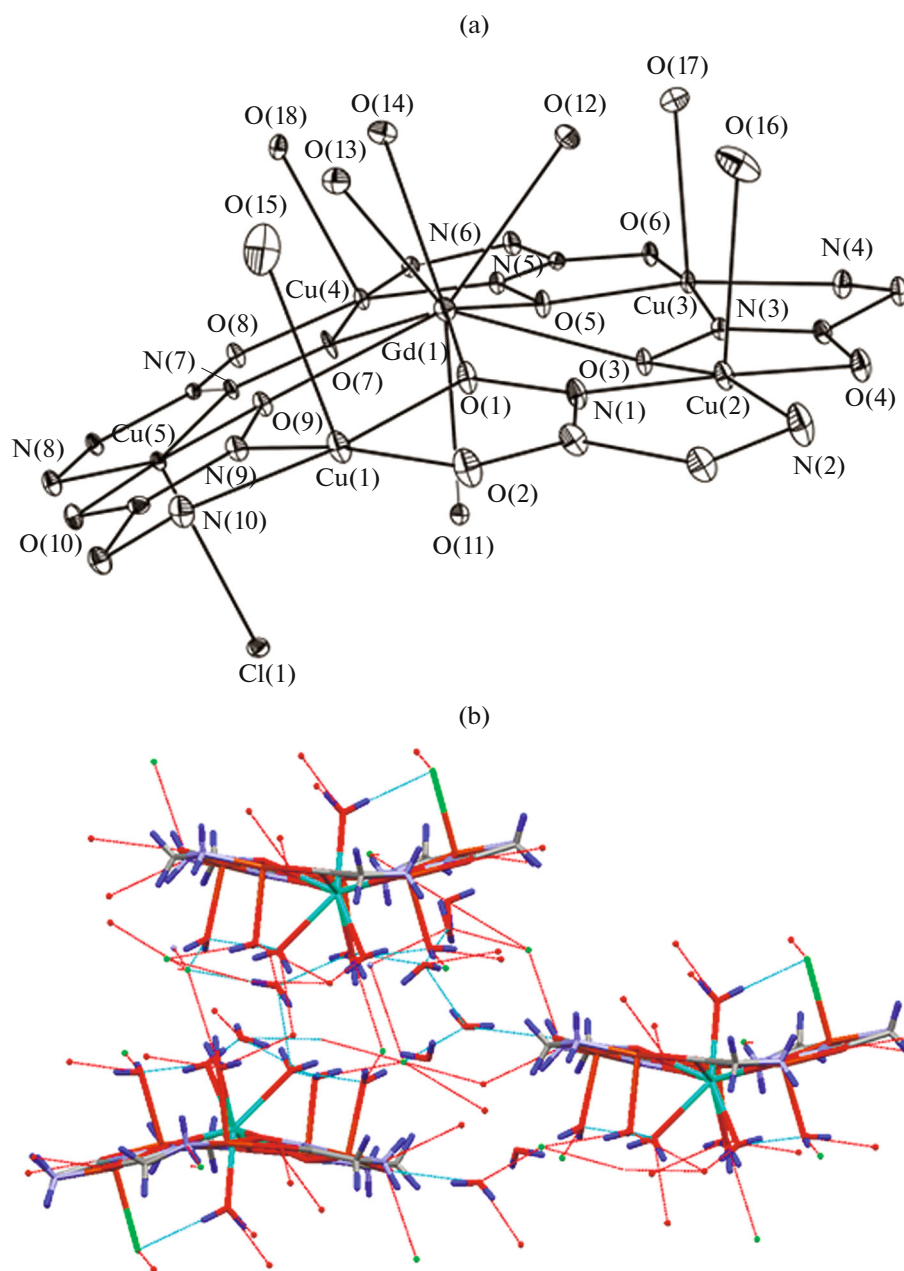 (a)
O(17)
O(14)
O(12)
O(18)
O(16)
O(13)
O(15)
N(6)
O(6)
N(5)
N(4)
Cu(4)
Cu(3)
N(3)
O(8)
O(5)
Gd(1)
N(7)
O(3)
O(7)
O(4)
O(1)
Cu(2)
N(1)
O(9)
Cu(5)
N(8)
N(9)
Cu(1)
N(2)
O(2)
N(10)
O(10)
O(11)
Cl(1)
(b)